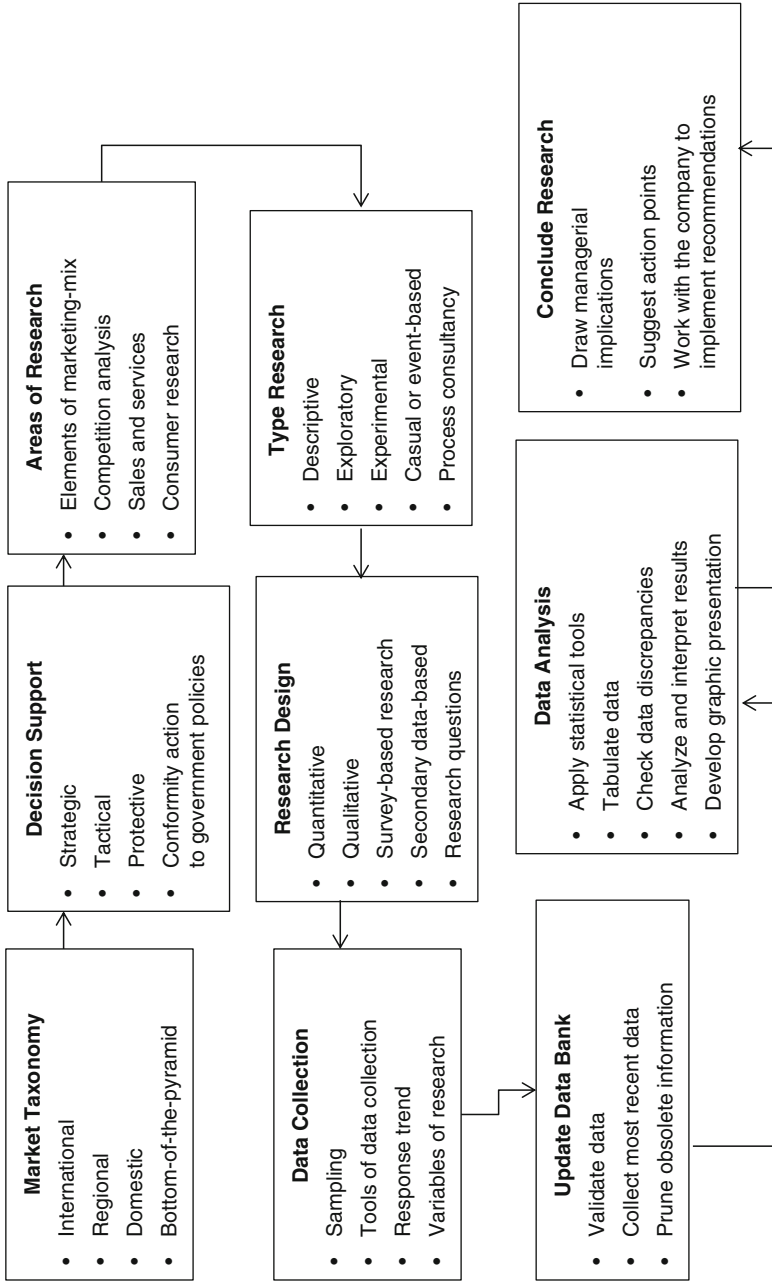 Market Taxonomy
• International
• Regional
• Domestic
• Bottom-of-the-pyramid
Decision Support
• Strategic
• Tactical
• Protective
• Conformity action
to government policies
Areas of Research
• Elements of marketing-mix
• Competition analysis
• Sales and services
• Consumer research
Type Research
• Descriptive
• Exploratory
• Experimental
• Casual or event-based
• Process consultancy
Research Design
• Quantitative
• Qualitative
• Survey-based research
• Secondary data-based
• Research questions
Data Collection
• Sampling
• Tools of data collection
• Response trend
• Variables of research
Update Data Bank
• Validate data
• Collect most recent data
• Prune obsolete information
Data Analysis
• Apply statistical tools
• Tabulate data
• Check data discrepancies
• Analyze and interpret results
• Develop graphic presentation
Conclude Research
• Draw managerial
implications
• Suggest action points
• Work with the company to
implement recommendations